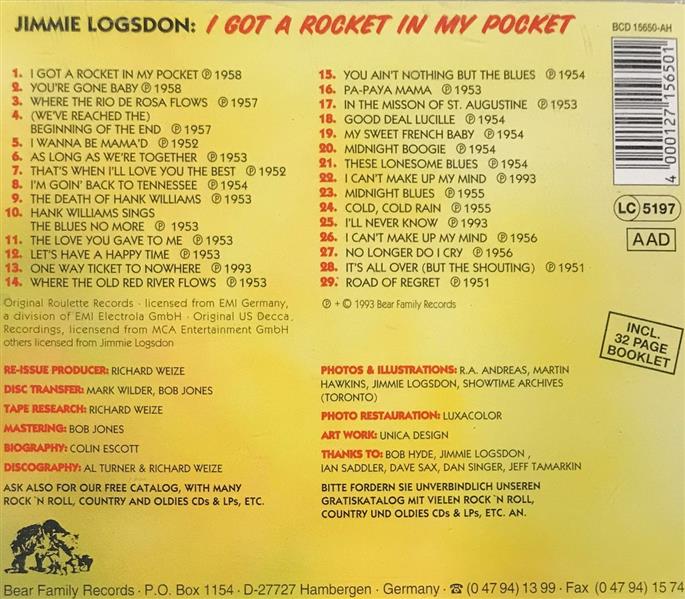 JIMMIE LOGSDON: I GOT A ROCKET IN MY POCKET
BCD 15650-AH
1. I GOT A ROCKET IN MY POCKET ℗ 1958
2. YOU'RE GONE BABY ℗ 1958
3. WHERE THE RIO DE ROSA FLOWS ℗ 1957
4. (WE'VE REACHED THE)
BEGINNING OF THE END ℗ 1957
5. I WANNA BE MAMA'D ℗ 1952
6. AS LONG AS WE'RE TOGETHER ℗ 1953
7. THAT'S WHEN I'LL LOVE YOU THE BEST ℗ 1952
8. I'M GOIN' BACK TO TENNESSEE ℗ 1954
9. THE DEATH OF HANK WILLIAMS ℗ 1953
10. HANK WILLIAMS SINGS
THE BLUES NO MORE ℗ 1953
11. THE LOVE YOU GAVE TO ME ℗ 1953
12. LET'S HAVE A HAPPY TIME ℗ 1953
13. ONE WAY TICKET TO NOWHERE ℗ 1993
14. WHERE THE OLD RED RIVER FLOWS ℗ 1953
15. YOU AIN'T NOTHING BUT THE BLUES ℗ 1954
16. PA-PAYA MAMA ℗ 1953
17. IN THE MISSON OF ST. AUGUSTINE ℗ 1953
18. GOOD DEAL LUCILLE ℗ 1954
19. MY SWEET FRENCH BABY ℗ 1954
20. MIDNIGHT BOOGIE ℗ 1954
21. THESE LONESOME BLUES ℗ 1954
22. I CAN'T MAKE UP MY MIND ℗ 1993
23. MIDNIGHT BLUES ℗ 1955
24. COLD, COLD RAIN ℗ 1955
25. I'LL NEVER KNOW ℗ 1993
26. I CAN'T MAKE UP MY MIND ℗ 1956
27. NO LONGER DO I CRY ℗ 1956
28. IT'S ALL OVER (BUT THE SHOUTING) ℗ 1951
29. ROAD OF REGRET ℗ 1951
4 000127 156501
LC 5197
AAD
INCL.
32 PAGE
BOOKLET
Original Roulette Records · licensed from EMI Germany,
a division of EMI Electrola GmbH · Original US Decca
Recordings, licensend from MCA Entertainment GmbH
others licensed from Jimmie Logsdon
℗ + © 1993 Bear Family Records
RE-ISSUE PRODUCER: RICHARD WEIZE
DISC TRANSFER: MARK WILDER, BOB JONES
TAPE RESEARCH: RICHARD WEIZE
MASTERING: BOB JONES
BIOGRAPHY: COLIN ESCOTT
DISCOGRAPHY: AL TURNER & RICHARD WEIZE
ASK ALSO FOR OUR FREE CATALOG, WITH MANY
ROCK 'N ROLL, COUNTRY AND OLDIES CDs & LPs, ETC.
PHOTOS & ILLUSTRATIONS: R.A. ANDREAS, MARTIN
HAWKINS, JIMMIE LOGSDON, SHOWTIME ARCHIVES
(TORONTO)
PHOTO RESTAURATION: LUXACOLOR
ART WORK: UNICA DESIGN
THANKS TO: BOB HYDE, JIMMIE LOGSDON,
IAN SADDLER, DAVE SAX, DAN SINGER, JEFF TAMARKIN
BITTE FORDERN SIE UNVERBINDLICH UNSEREN
GRATISKATALOG MIT VIELEN ROCK 'N ROLL,
COUNTRY UND OLDIES CDs & LPs, ETC. AN.
Bear Family Records · P.O. Box 1154 · D-27727 Hambergen · Germany · ☎ (0 47 94) 13 99 · Fax (0 47 94) 15 74